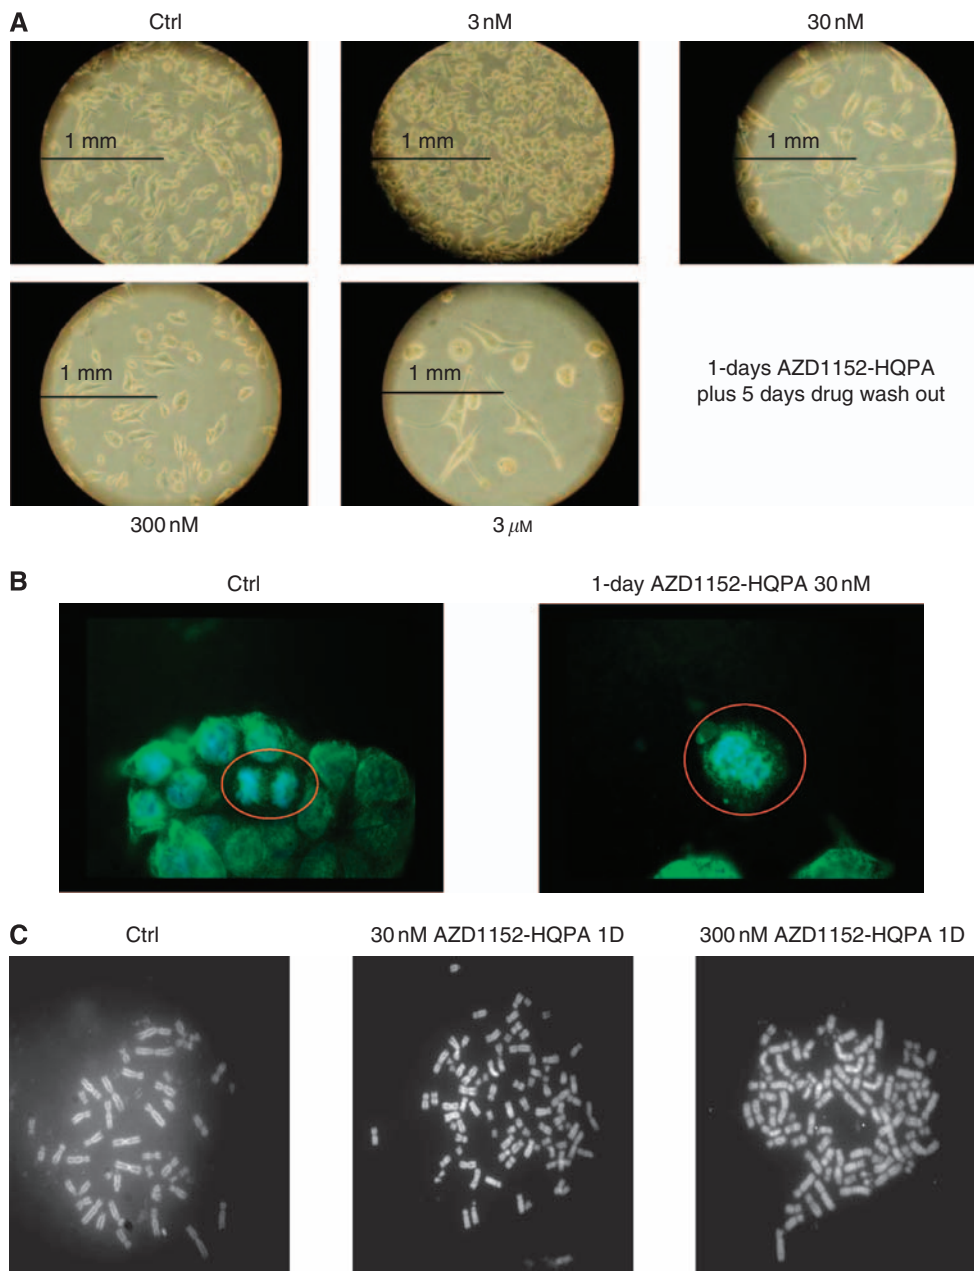 A
Ctrl
3 nM
30 nM
1 mm
1 mm
1 mm
1 mm
1 mm
1-days AZD1152-HQPA
plus 5 days drug wash out
300 nM
3 μM
B
Ctrl
1-day AZD1152-HQPA 30 nM
C
Ctrl
30 nM AZD1152-HQPA 1D
300 nM AZD1152-HQPA 1D